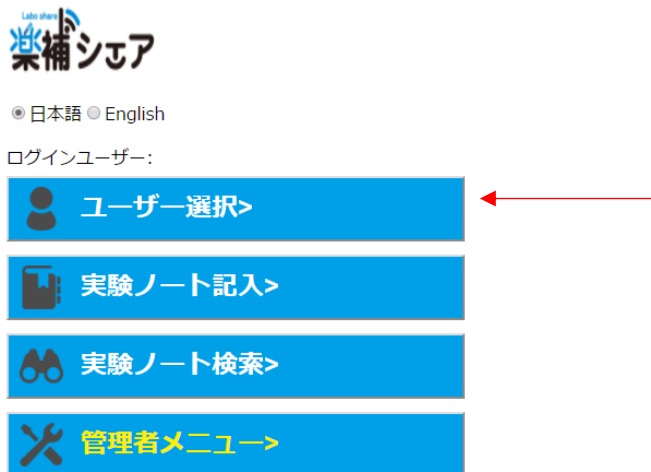 Labo share
楽補シェア
日本語 English
ログインユーザー:
ユーザー選択>
実験ノート記入>
実験ノート検索>
管理者メニュー>